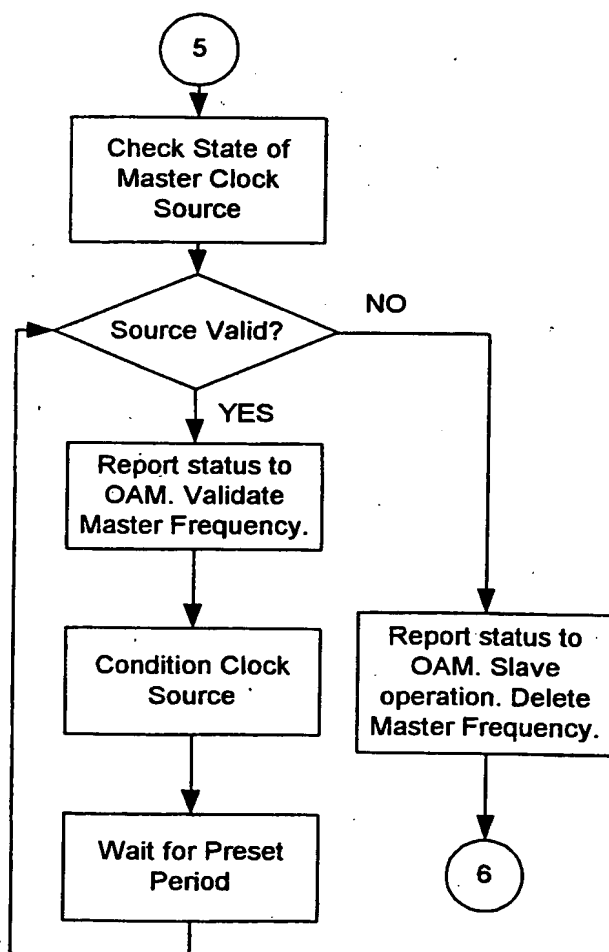 5
Check State of
Master Clock
Source
Source Valid?
NO
YES
Report status to
OAM. Validate
Master Frequency.
Condition Clock
Source
Report status to
OAM. Slave
operation. Delete
Master Frequency.
Wait for Preset
Period
6